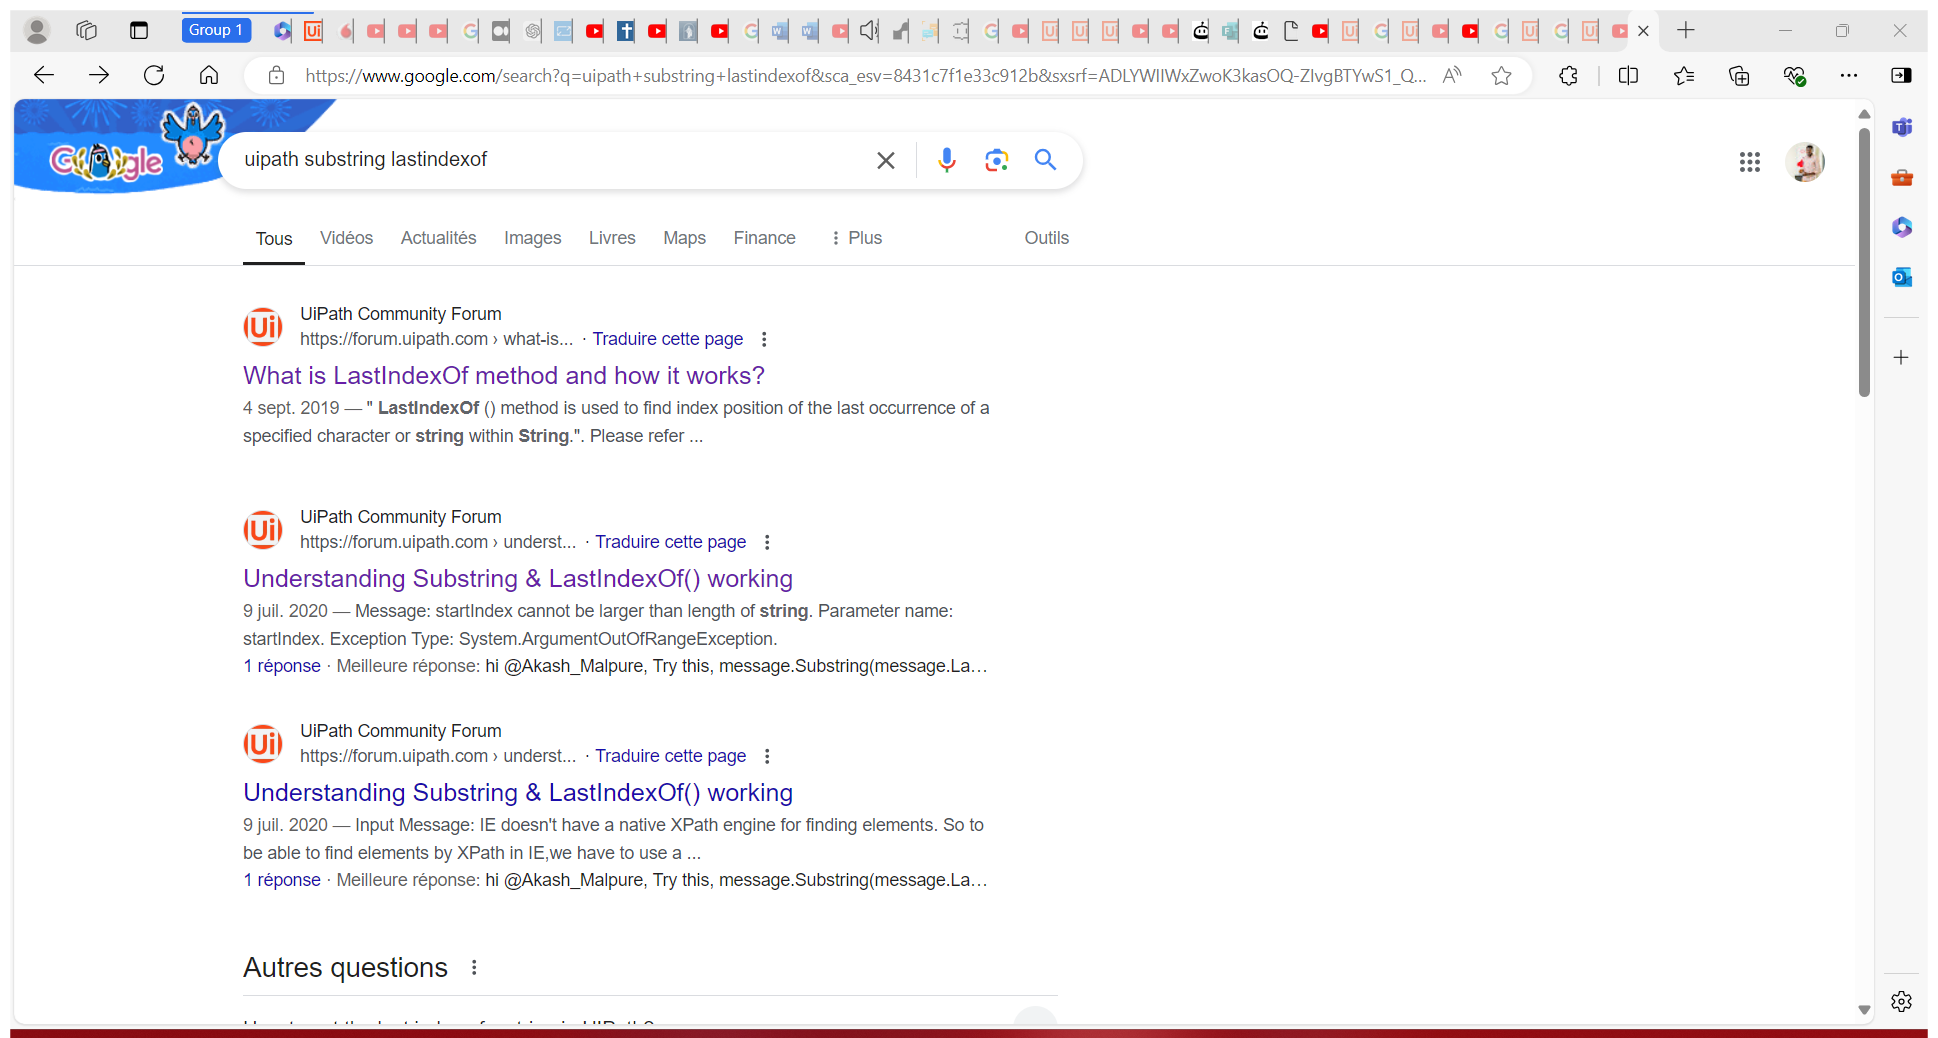 Group 1
https://www.google.com/search?q=uipath+substring+lastindexof&sca_esv=8431c7f1e33c912b&sxsrf=ADLYWIIWxZwoK3kasOQ-ZIvgBTYwS1_Q...
Google
uipath substring lastindexof
Tous Vidéos Actualités Images Livres Maps Finance Plus Outils
UiPath Community Forum
https://forum.uipath.com › what-is... · Traduire cette page
What is LastIndexOf method and how it works?
4 sept. 2019 — " LastIndexOf () method is used to find index position of the last occurrence of a
specified character or string within String.". Please refer ...
UiPath Community Forum
https://forum.uipath.com › underst... · Traduire cette page
Understanding Substring & LastIndexOf() working
9 juil. 2020 — Message: startIndex cannot be larger than length of string. Parameter name:
startIndex. Exception Type: System.ArgumentOutOfRangeException.
1 réponse · Meilleure réponse: hi @Akash_Malpure, Try this, message.Substring(message.La...
UiPath Community Forum
https://forum.uipath.com › underst... · Traduire cette page
Understanding Substring & LastIndexOf() working
9 juil. 2020 — Input Message: IE doesn't have a native XPath engine for finding elements. So to
be able to find elements by XPath in IE,we have to use a ...
1 réponse · Meilleure réponse: hi @Akash_Malpure, Try this, message.Substring(message.La...
Autres questions